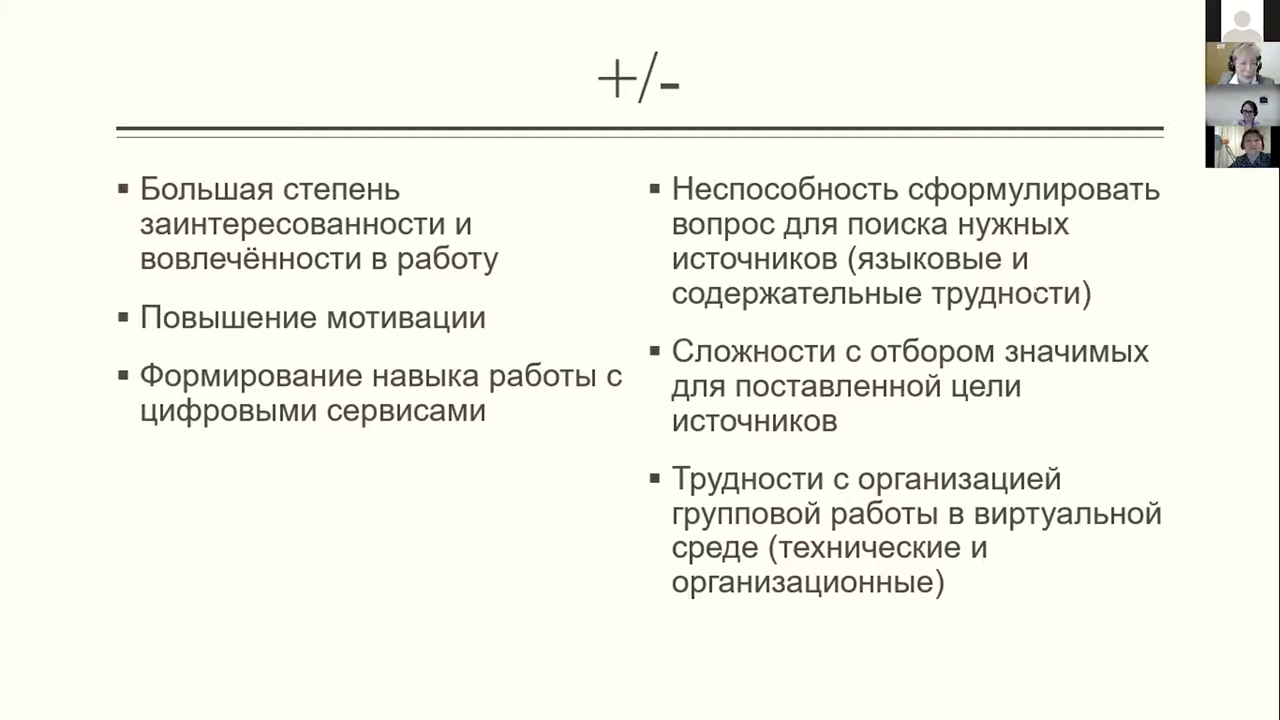 +/-
▪ Большая степень
заинтересованности и
вовлечённости в работу
▪ Повышение мотивации
▪ Формирование навыка работы с
цифровыми сервисами
▪ Неспособность сформулировать
вопрос для поиска нужных
источников (языковые и
содержательные трудности)
▪ Сложности с отбором значимых
для поставленной цели
источников
▪ Трудности с организацией
групповой работы в виртуальной
среде (технические и
организационные)